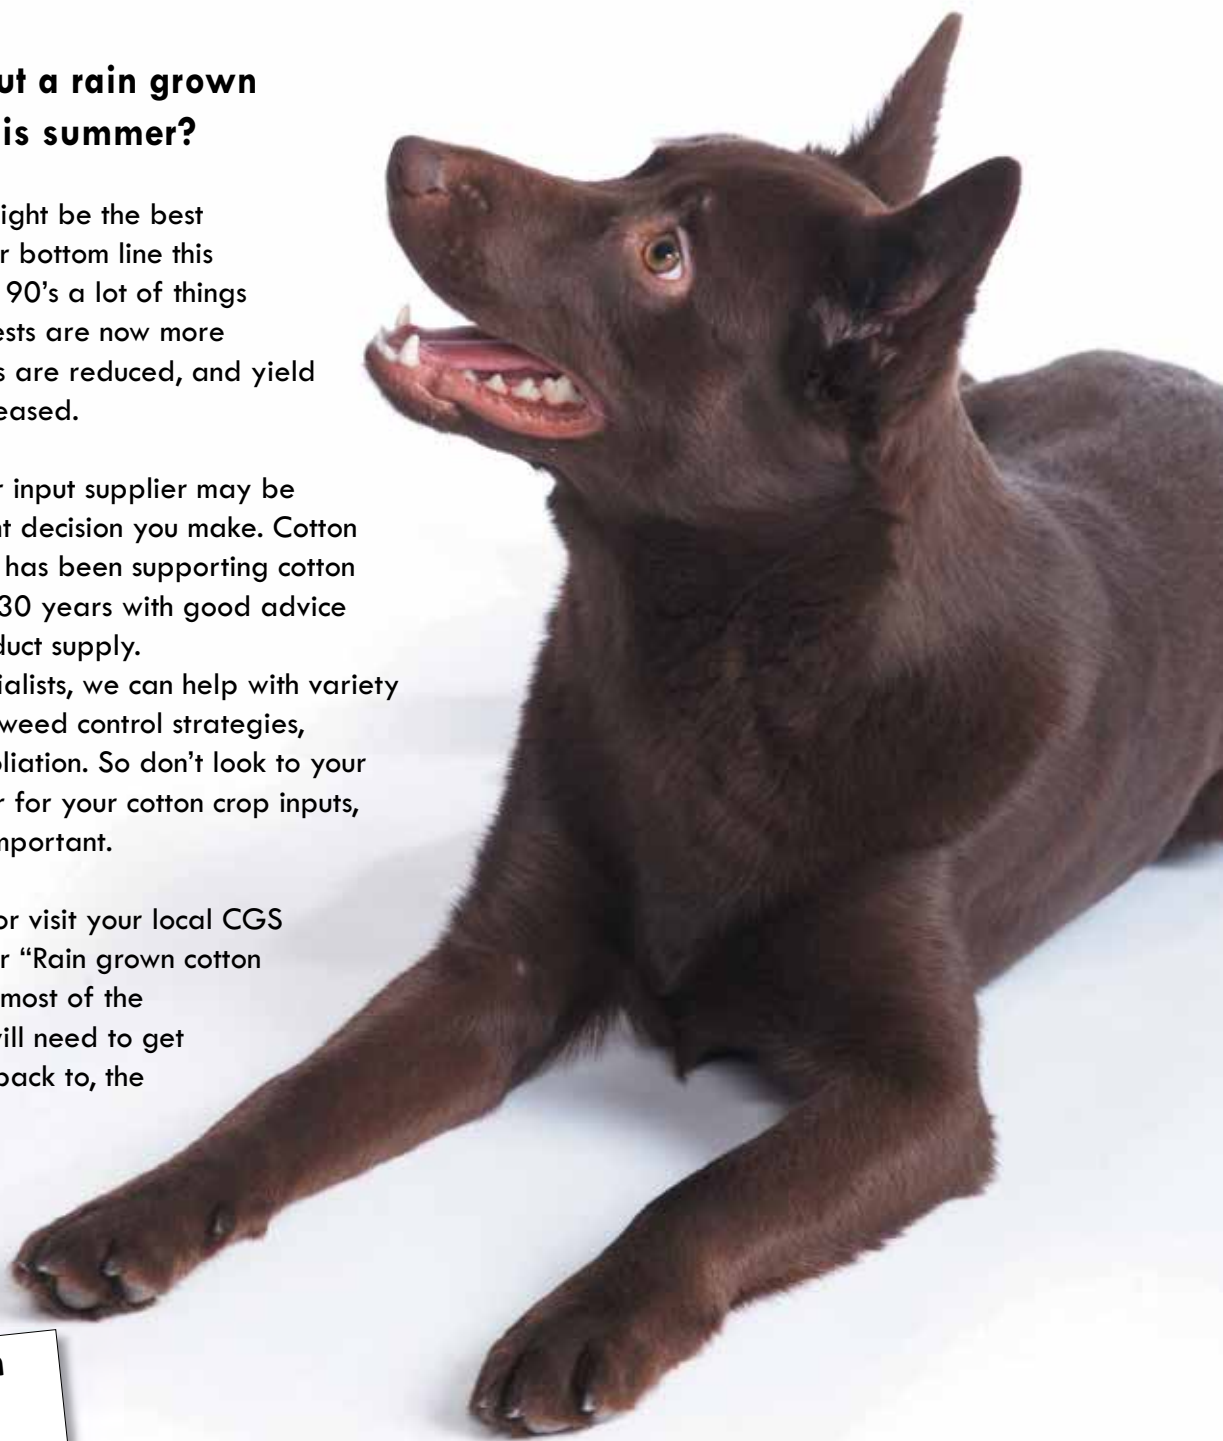 ut a rain grown
is summer?
ight be the best
r bottom line this
90’s a lot of things
ests are now more
s are reduced, and yield
eased.
r input supplier may be
nt decision you make. Cotton
has been supporting cotton
30 years with good advice
duct supply.
ialists, we can help with variety
weed control strategies,
oliation. So don’t look to your
r for your cotton crop inputs,
mportant.
or visit your local CGS
r “Rain grown cotton
most of the
vill need to get
back to, the